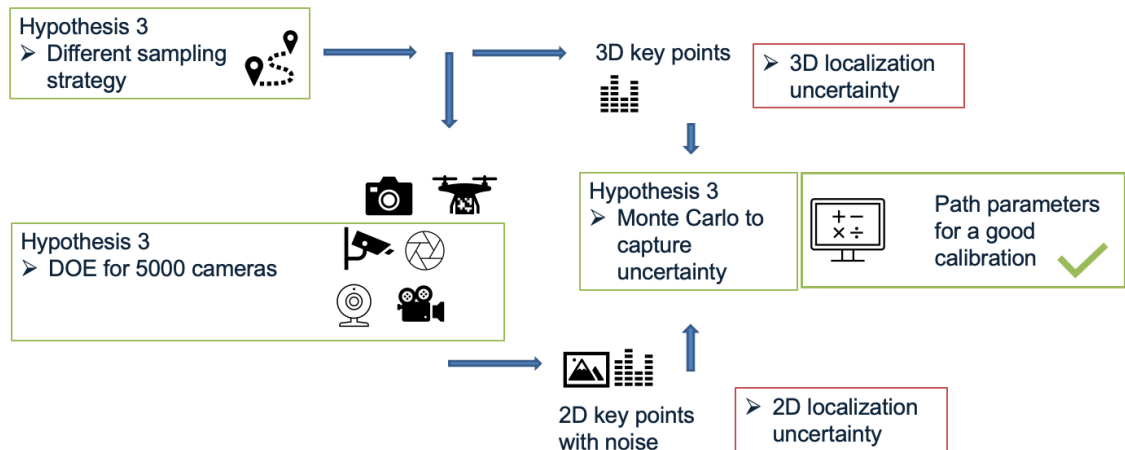 Hypothesis 3
➢ Different sampling
strategy
3D key points
➢ 3D localization
uncertainty
Hypothesis 3
➢ DOE for 5000 cameras
Hypothesis 3
➢ Monte Carlo to
capture
uncertainty
+ −
× ÷
Path parameters
for a good
calibration
2D key points
with noise
➢ 2D localization
uncertainty